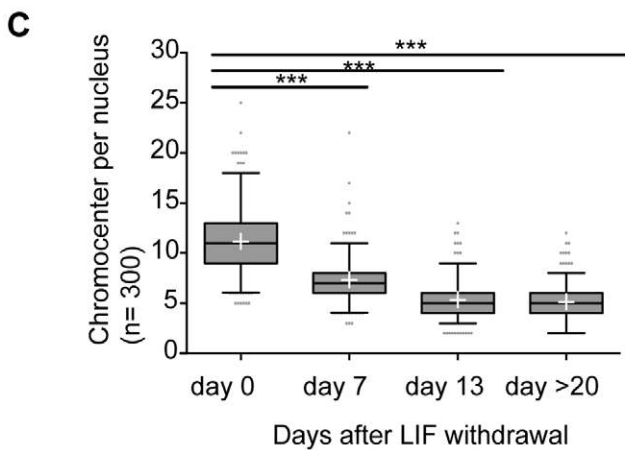 C
Chromocenter per nucleus
(n= 300)
30
25
20
15
10
5
0
***
***
***
day 0 day 7 day 13 day >20
Days after LIF withdrawal